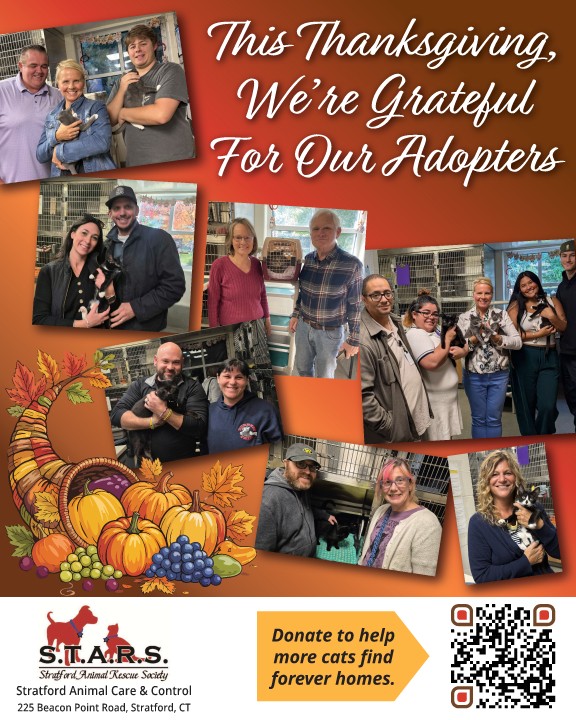 This Thanksgiving,
We're Grateful
For Our Adopters
S.T.A.R.S.
Stratford Animal Rescue Society
Stratford Animal Care & Control
225 Beacon Point Road, Stratford, CT
Donate to help
more cats find
forever homes.